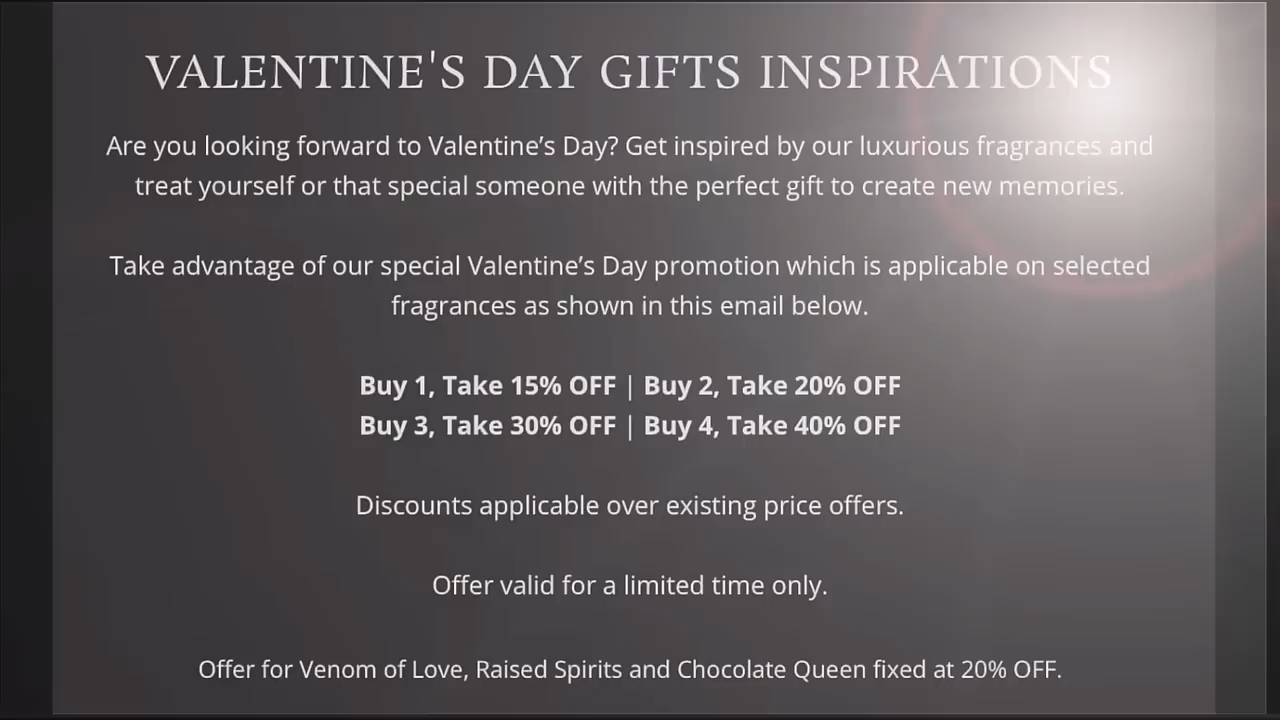 VALENTINE'S DAY GIFTS INSPIRATIONS
Are you looking forward to Valentine’s Day? Get inspired by our luxurious fragrances and
treat yourself or that special someone with the perfect gift to create new memories.
Take advantage of our special Valentine’s Day promotion which is applicable on selected
fragrances as shown in this email below.
Buy 1, Take 15% OFF | Buy 2, Take 20% OFF
Buy 3, Take 30% OFF | Buy 4, Take 40% OFF
Discounts applicable over existing price offers.
Offer valid for a limited time only.
Offer for Venom of Love, Raised Spirits and Chocolate Queen fixed at 20% OFF.